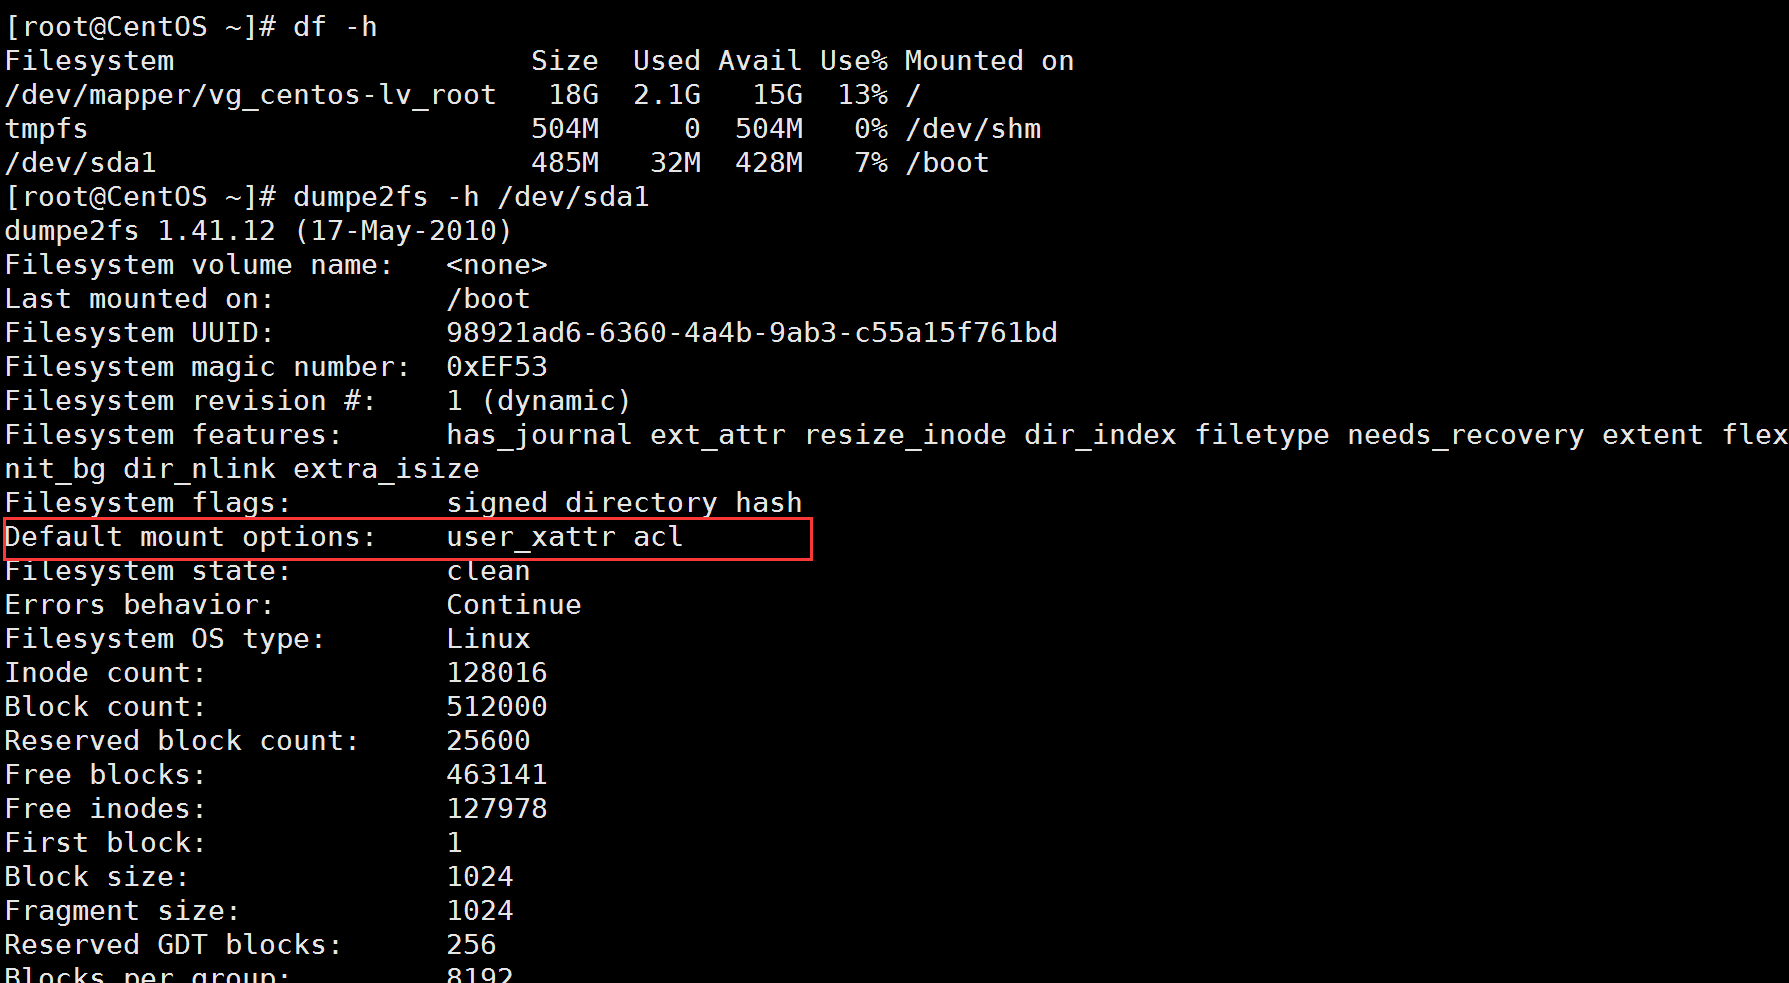 [root@CentOS ~]# df -h
Filesystem                     Size  Used Avail Use% Mounted on
/dev/mapper/vg_centos-lv_root   18G  2.1G   15G  13% /
tmpfs                          504M     0  504M   0% /dev/shm
/dev/sda1                      485M   32M  428M   7% /boot
[root@CentOS ~]# dumpe2fs -h /dev/sda1
dumpe2fs 1.41.12 (17-May-2010)
Filesystem volume name:   <none>
Last mounted on:          /boot
Filesystem UUID:          98921ad6-6360-4a4b-9ab3-c55a15f761bd
Filesystem magic number:  0xEF53
Filesystem revision #:    1 (dynamic)
Filesystem features:      has_journal ext_attr resize_inode dir_index filetype needs_recovery extent flex
nit_bg dir_nlink extra_isize
Filesystem flags:         signed directory hash
Default mount options:    user_xattr acl
Filesystem state:         clean
Errors behavior:          Continue
Filesystem OS type:       Linux
Inode count:              128016
Block count:              512000
Reserved block count:     25600
Free blocks:              463141
Free inodes:              127978
First block:              1
Block size:               1024
Fragment size:            1024
Reserved GDT blocks:      256
Blocks per group:         8192